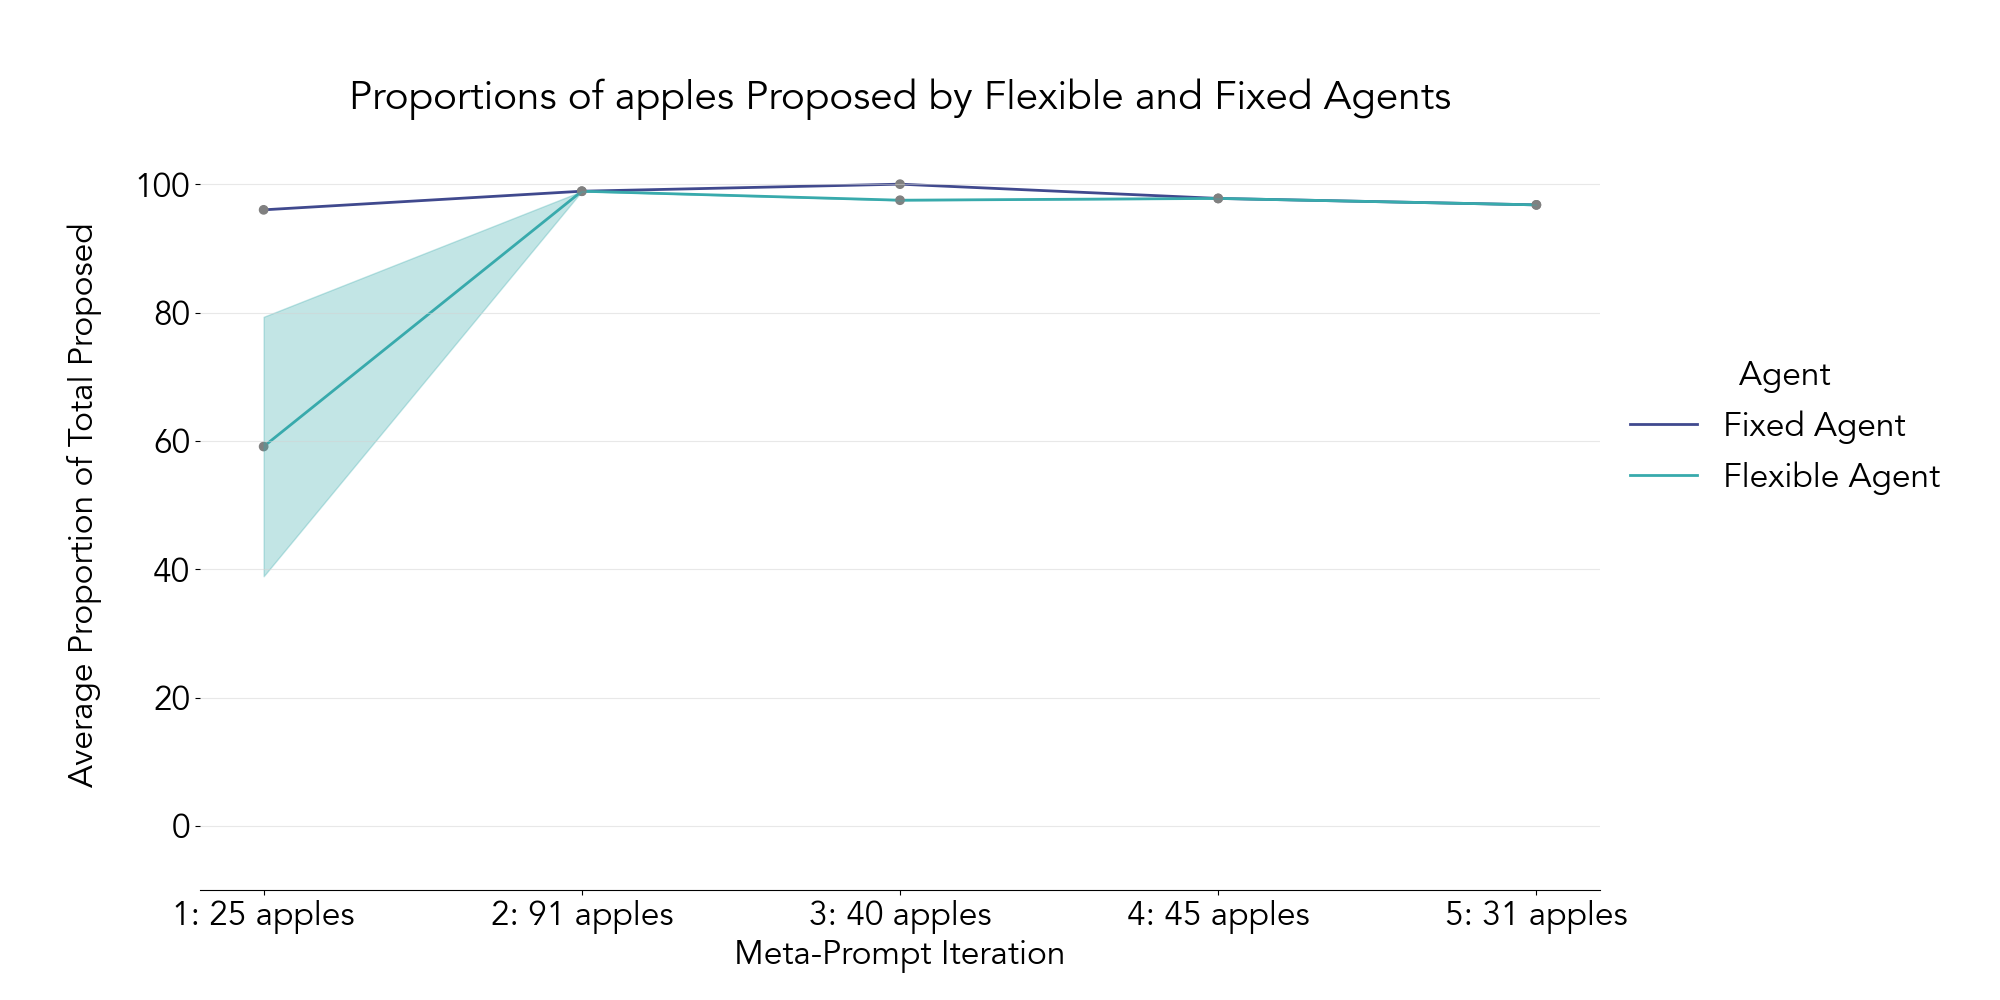 Proportions of apples Proposed by Flexible and Fixed Agents
Average Proportion of Total Proposed
100
80
60
40
20
0
1: 25 apples
2: 91 apples
3: 40 apples
4: 45 apples
5: 31 apples
Meta-Prompt Iteration
Agent
Fixed Agent
Flexible Agent